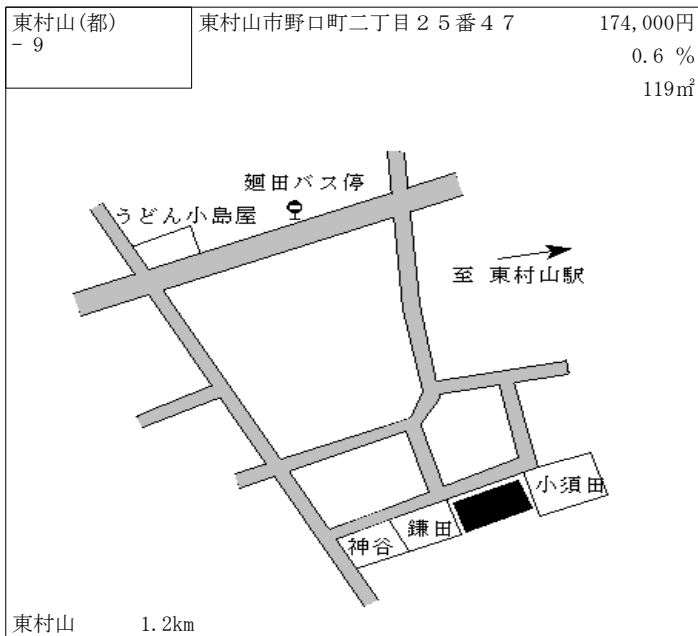 東村山(都)
- 9
東村山市野口町二丁目２５番４７
174,000円
0.6 %
119㎡
廻田バス停
うどん小島屋
至 東村山駅
小須田
鎌田
神谷
東村山 1.2km